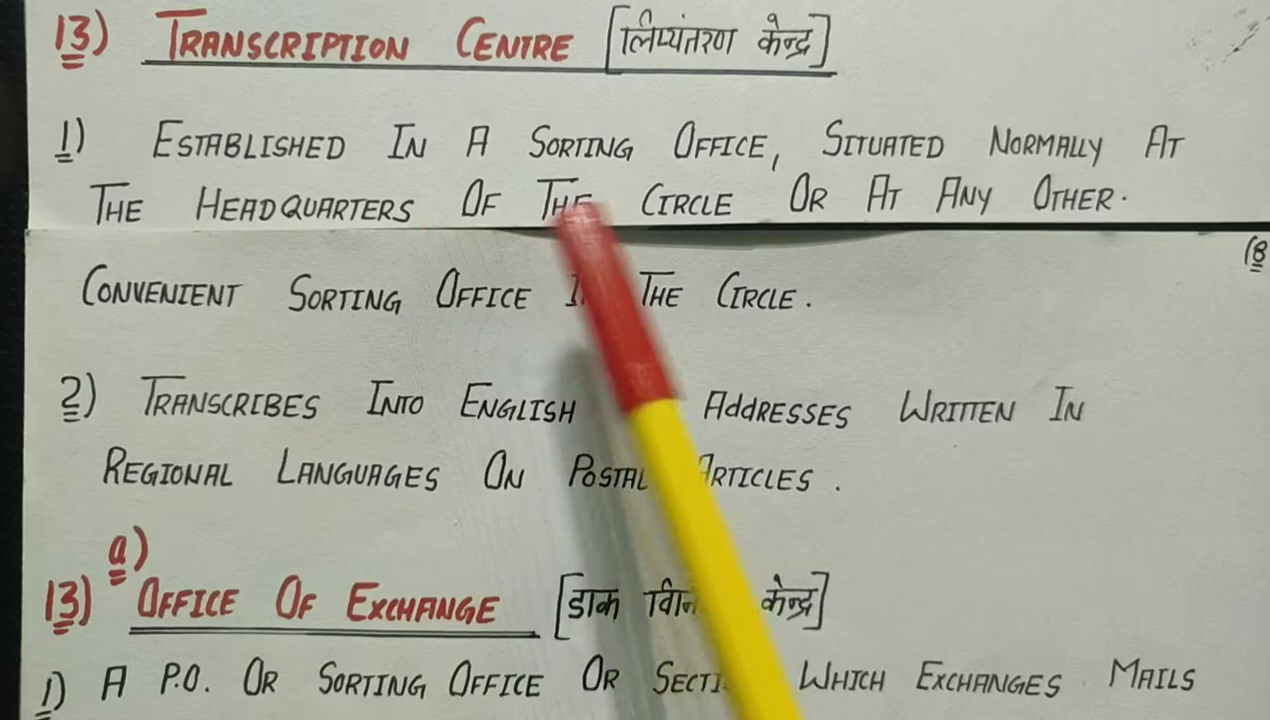 13) TRANSCRIPTION CENTRE [लिप्यंतरण केन्द्र]
1) ESTABLISHED IN A SORTING OFFICE, SITUATED NORMALLY AT
THE HEADQUARTERS OF THE CIRCLE OR AT ANY OTHER.
18
CONVENIENT SORTING OFFICE THE CIRCLE.
2) TRANSCRIBES INTO ENGLISH ADDRESSES WRITTEN IN
REGIONAL LANGUAGES ON POSTAL ARTICLES.
13) a) OFFICE OF EXCHANGE [डाक केन्द्र]
1) A P.O. OR SORTING OFFICE OR WHICH EXCHANGES MAILS